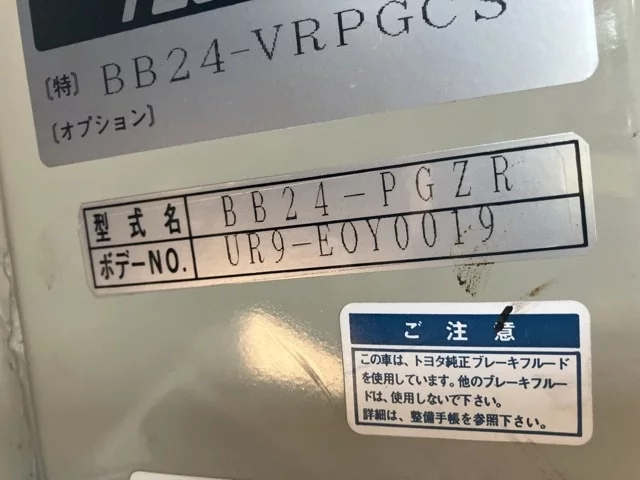 [特] BB24-VRPGCS
[オプション]
型式名 BB24-PGZR
ボデーNO. UR9-EOY0019
ご注意
この車は、トヨタ純正ブレーキフルード
を使用しています。他のブレーキフルー
ドは、使用しないで下さい。
詳細は、整備手帳を参照下さい。